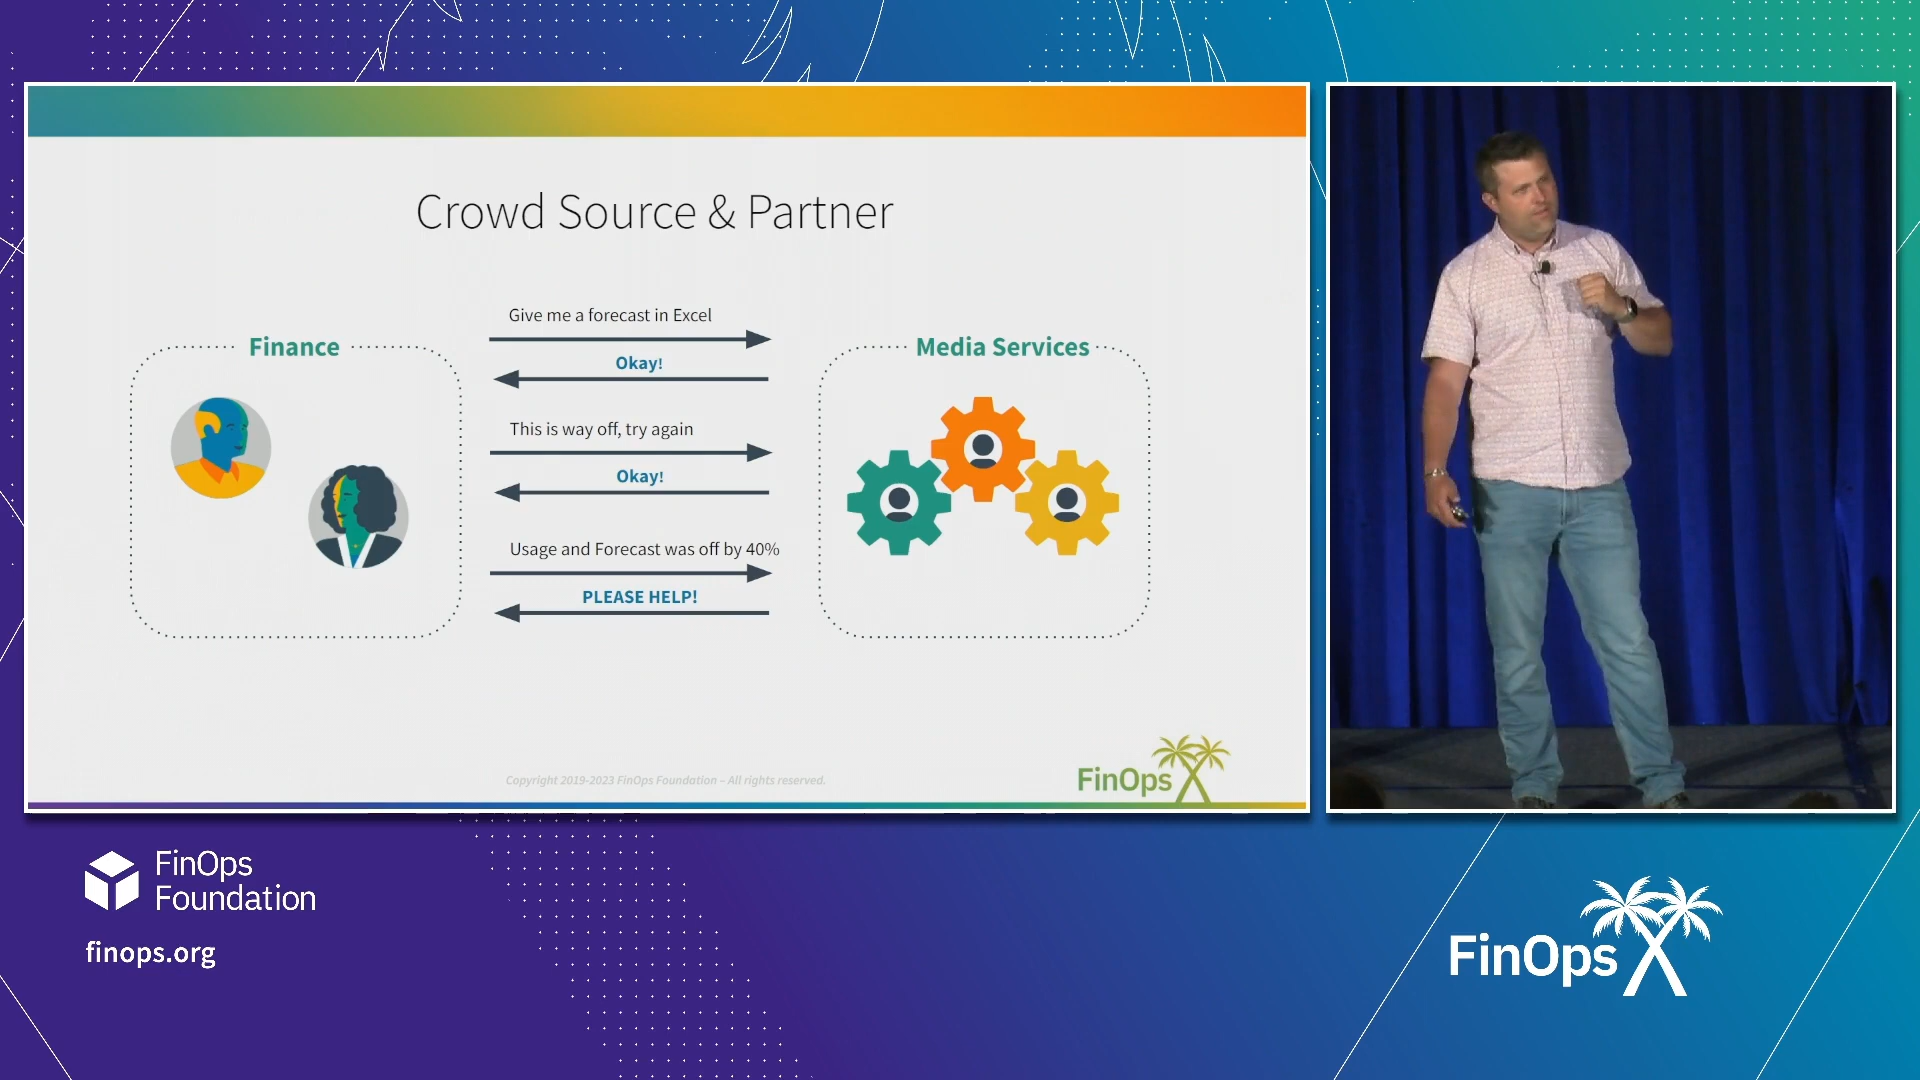 Crowd Source & Partner
Finance
Give me a forecast in Excel
Okay!
This is way off, try again
Okay!
Usage and Forecast was off by 40%
PLEASE HELP!
Media Services
Copyright 2019-2023 FinOps Foundation – All rights reserved.
FinOps X
FinOps
Foundation
finops.org
FinOps X